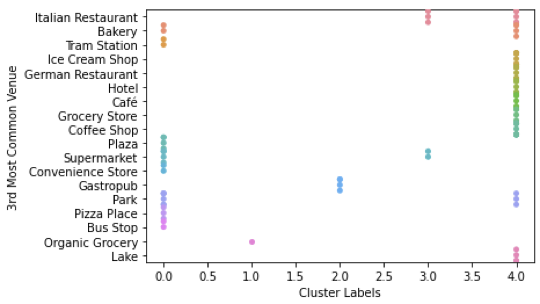 3rd Most Common Venue
Italian Restaurant
Bakery
Tram Station
Ice Cream Shop
German Restaurant
Hotel
Café
Grocery Store
Coffee Shop
Plaza
Supermarket
Convenience Store
Gastropub
Park
Pizza Place
Bus Stop
Organic Grocery
Lake
0.0 0.5 1.0 1.5 2.0 2.5 3.0 3.5 4.0
Cluster Labels